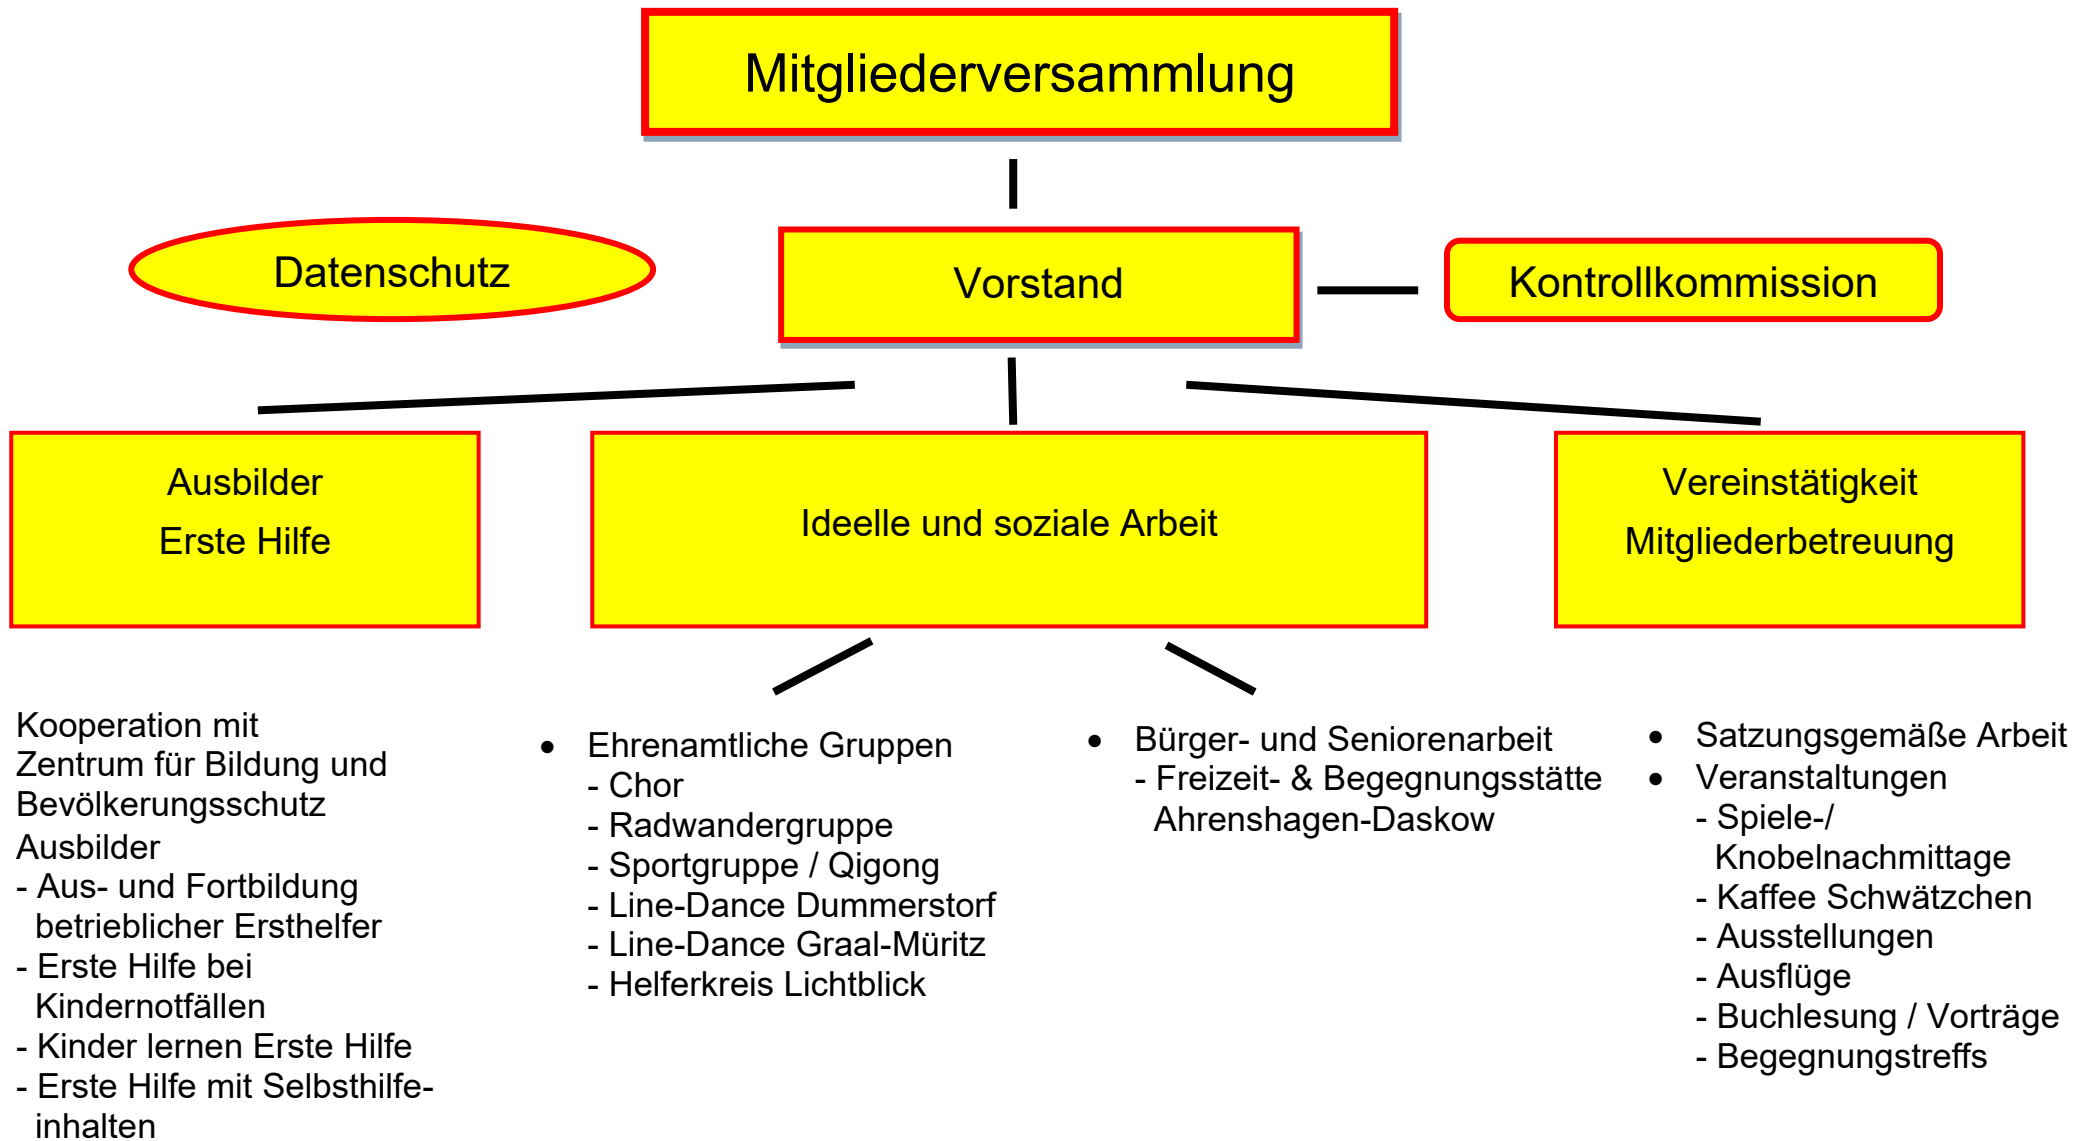 Mitgliederversammlung
Datenschutz
Vorstand
Kontrollkommission
Ausbilder
Erste Hilfe
Ideelle und soziale Arbeit
Vereinstätigkeit
Mitgliederbetreuung
Kooperation mit
Zentrum für Bildung und
Bevölkerungsschutz
Ausbilder
- Aus- und Fortbildung
betrieblicher Ersthelfer
- Erste Hilfe bei
Kindernotfällen
- Kinder lernen Erste Hilfe
- Erste Hilfe mit Selbsthilfe-
inhalten
• Ehrenamtliche Gruppen
- Chor
- Radwandergruppe
- Sportgruppe / Qigong
- Line-Dance Dummerstorf
- Line-Dance Graal-Müritz
- Helferkreis Lichtblick
• Bürger- und Seniorenarbeit
- Freizeit- & Begegnungsstätte
Ahrenshagen-Daskow
• Satzungsgemäße Arbeit
• Veranstaltungen
- Spiele-/
Knobelnachmittage
- Kaffee Schwätzchen
- Ausstellungen
- Ausflüge
- Buchlesung / Vorträge
- Begegnungstreffs